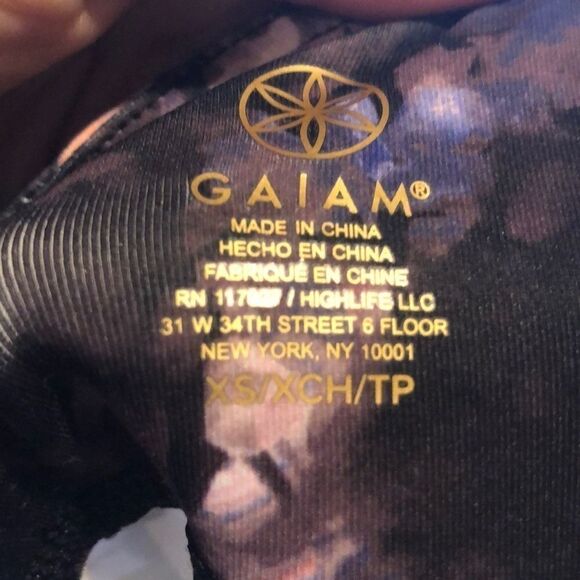 GAIAM®
MADE IN CHINA
HECHO EN CHINA
FABRIQUÉ EN CHINE
RN / HIGHLIFE LLC
31 W 34TH STREET 6 FLOOR
NEW YORK, NY 10001
XS/XCH/TP